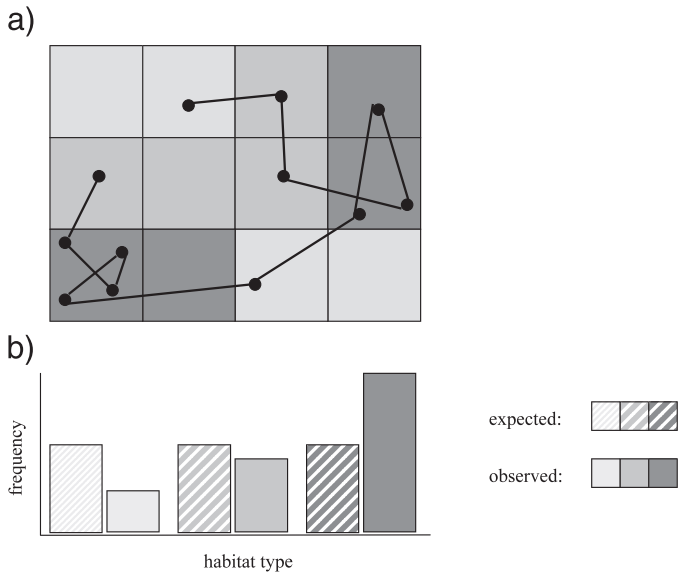 a)
b)
frequency
habitat type
expected:
observed: